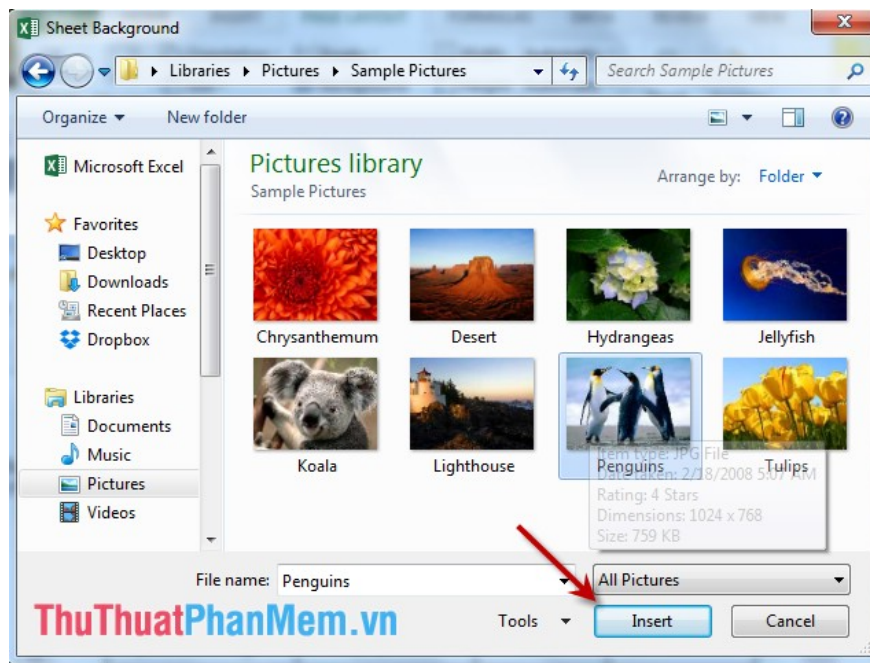 Sheet Background
Libraries Pictures Sample Pictures Search Sample Pictures
Organize New folder
Microsoft Excel
Favorites
Desktop
Downloads
Recent Places
Dropbox
Libraries
Documents
Music
Pictures
Videos
Pictures library
Sample Pictures
Arrange by: Folder
Chrysanthemum Desert Hydrangeas Jellyfish
Koala Lighthouse Penguins Tulips
Item type: JPG File
Date taken: 2/18/2008 5:07 AM
Rating: 4 Stars
Dimensions: 1024 x 768
Size: 759 KB
File name: Penguins All Pictures
ThuThuatPhanMem.vn
Tools Insert Cancel